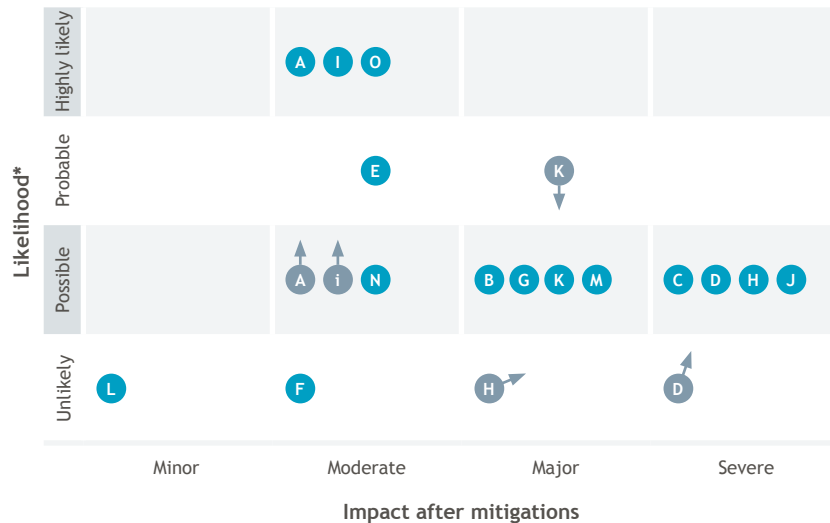 Likelihood*
Highly likely
A I O
Probable
E K
Possible
A i N B G K M C D H J
Unlikely
L F H D
Minor Moderate Major Severe
Impact after mitigations